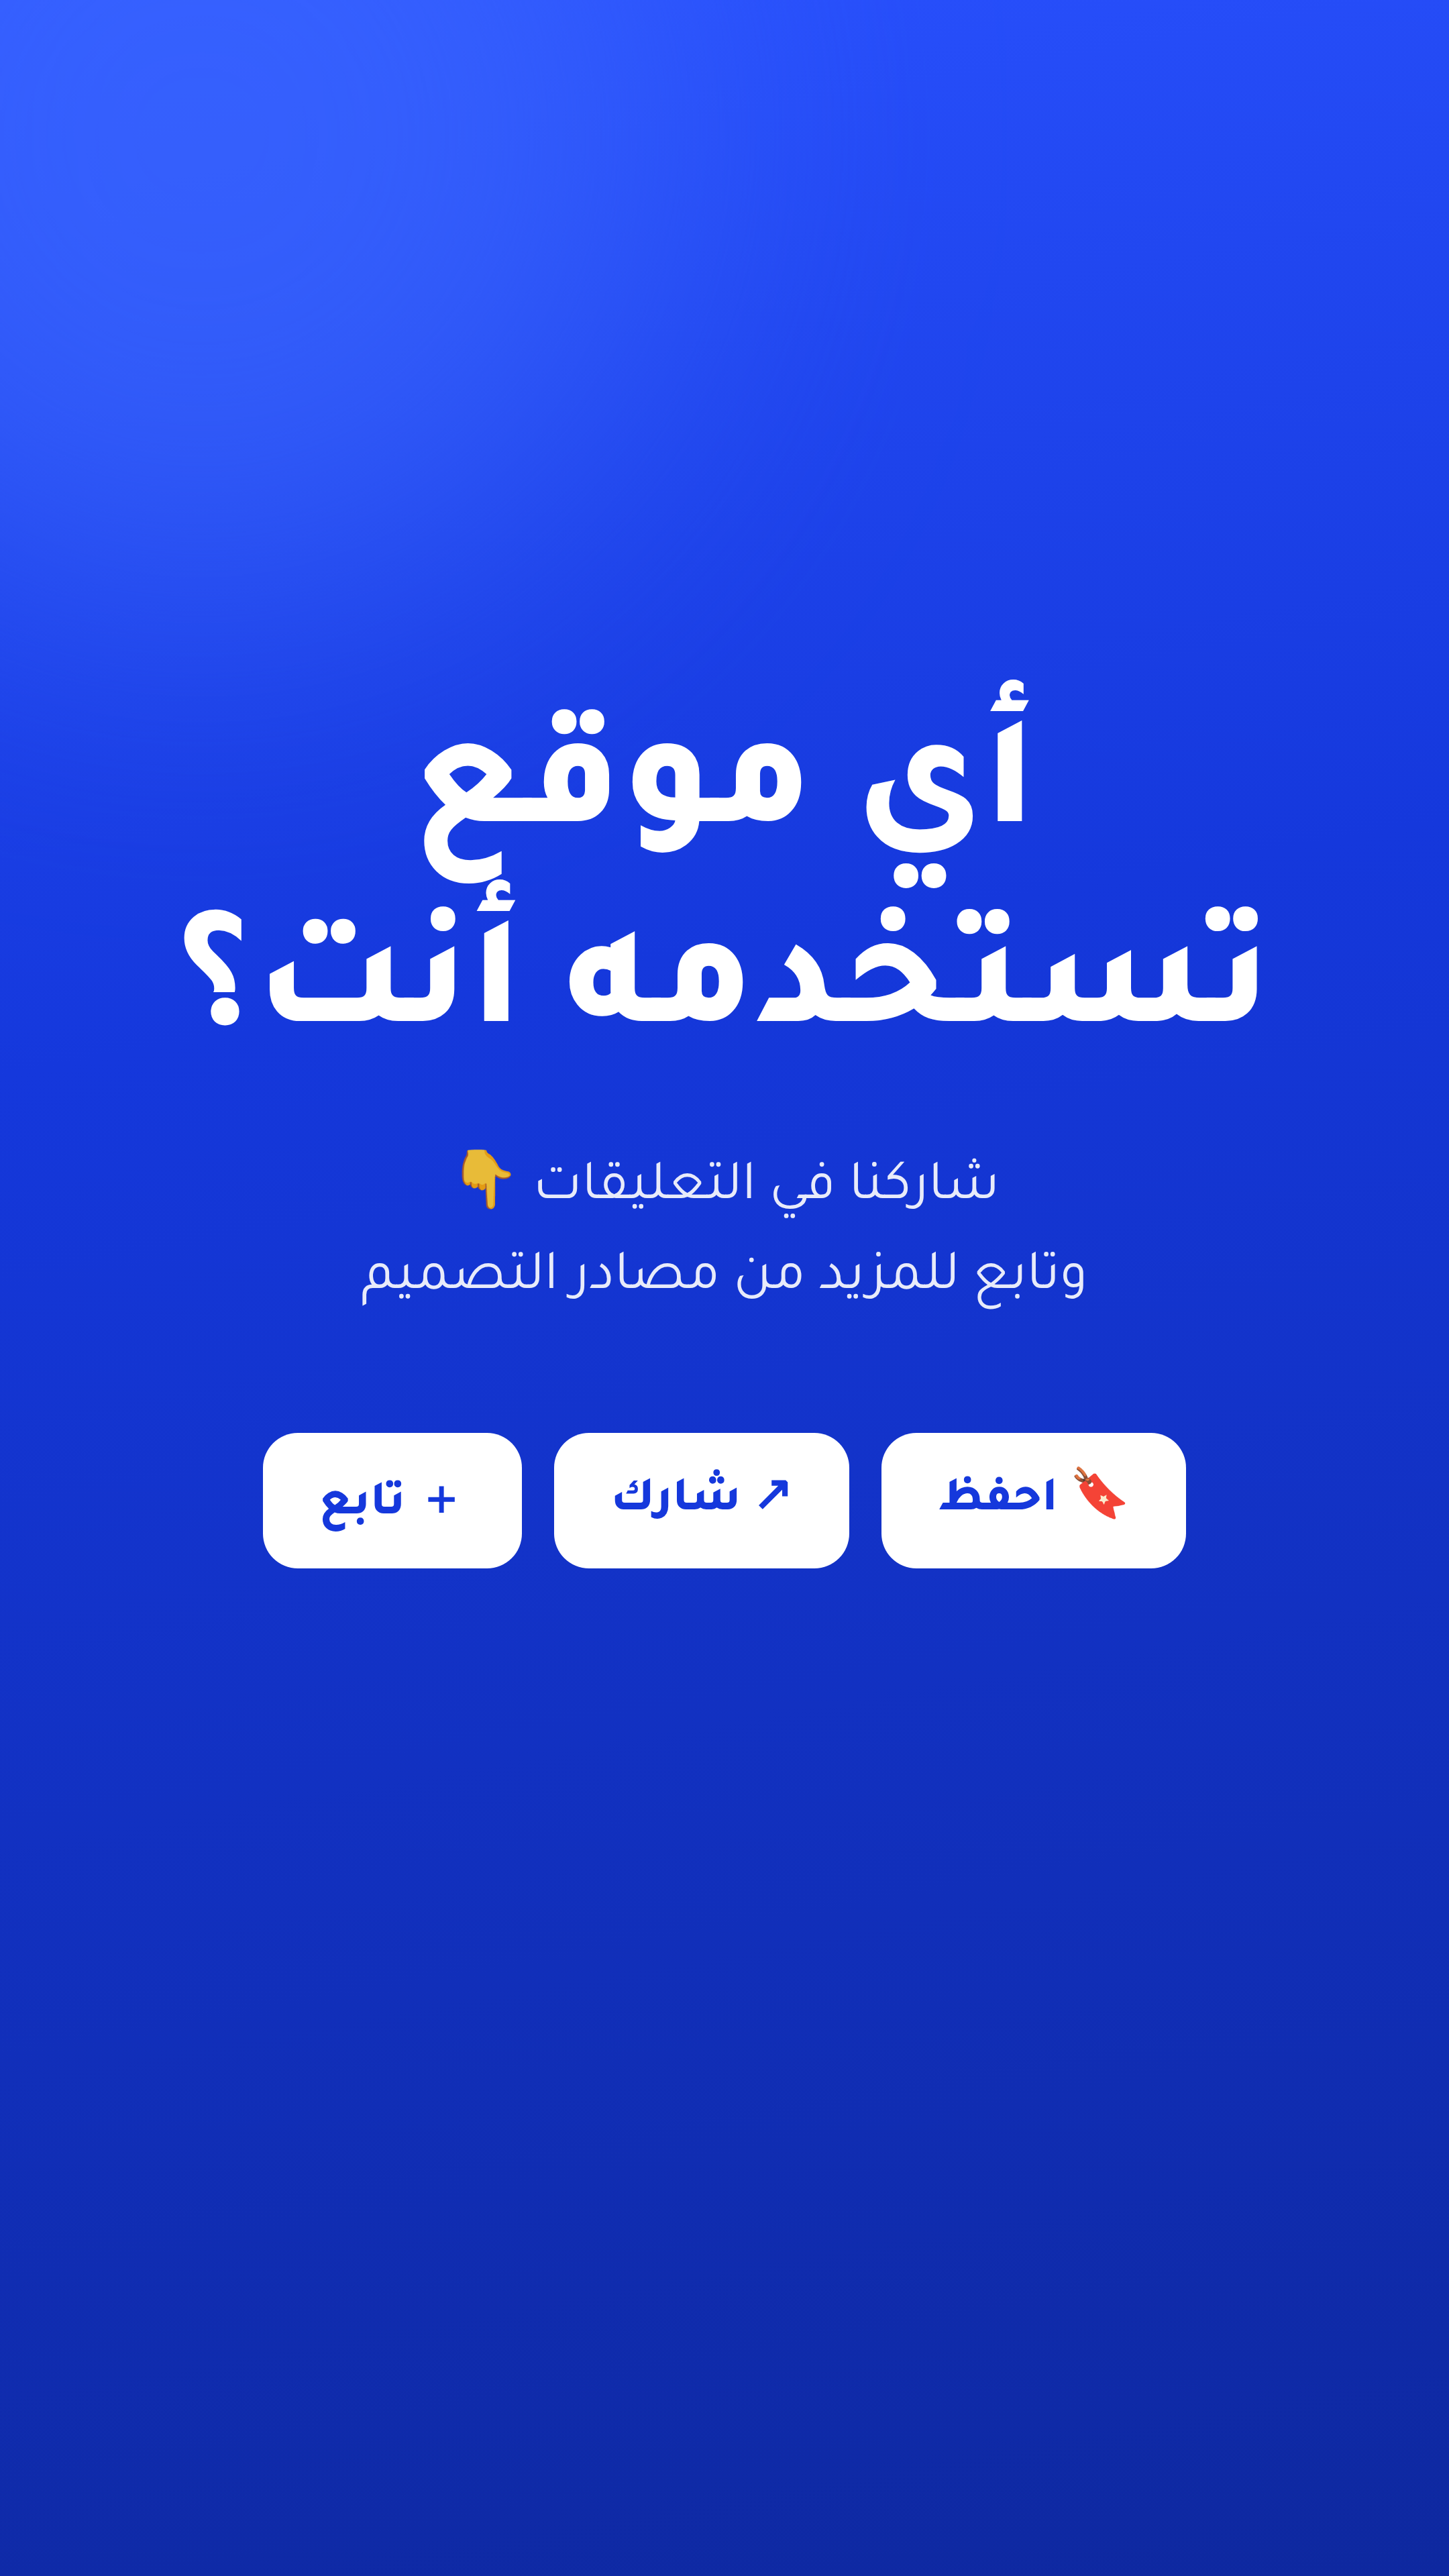 أي موقع
تستخدمه أنت؟
شاركنا في التعليقات 👇
وتابع للمزيد من مصادر التصميم
🔖 احفظ
↗ شارك
+ تابع